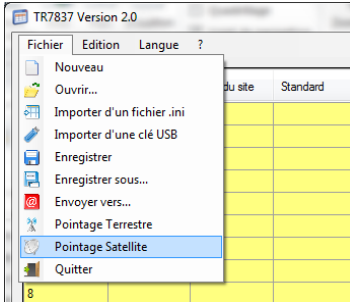 TR7837 Version 2.0
Fichier Edition Langue ?
du site Standard
Nouveau
Ouvrir...
Importer d'un fichier .ini
Importer d'une clé USB
Enregistrer
Enregistrer sous...
Envoyer vers...
Pointage Terrestre
Pointage Satellite
Quitter
8